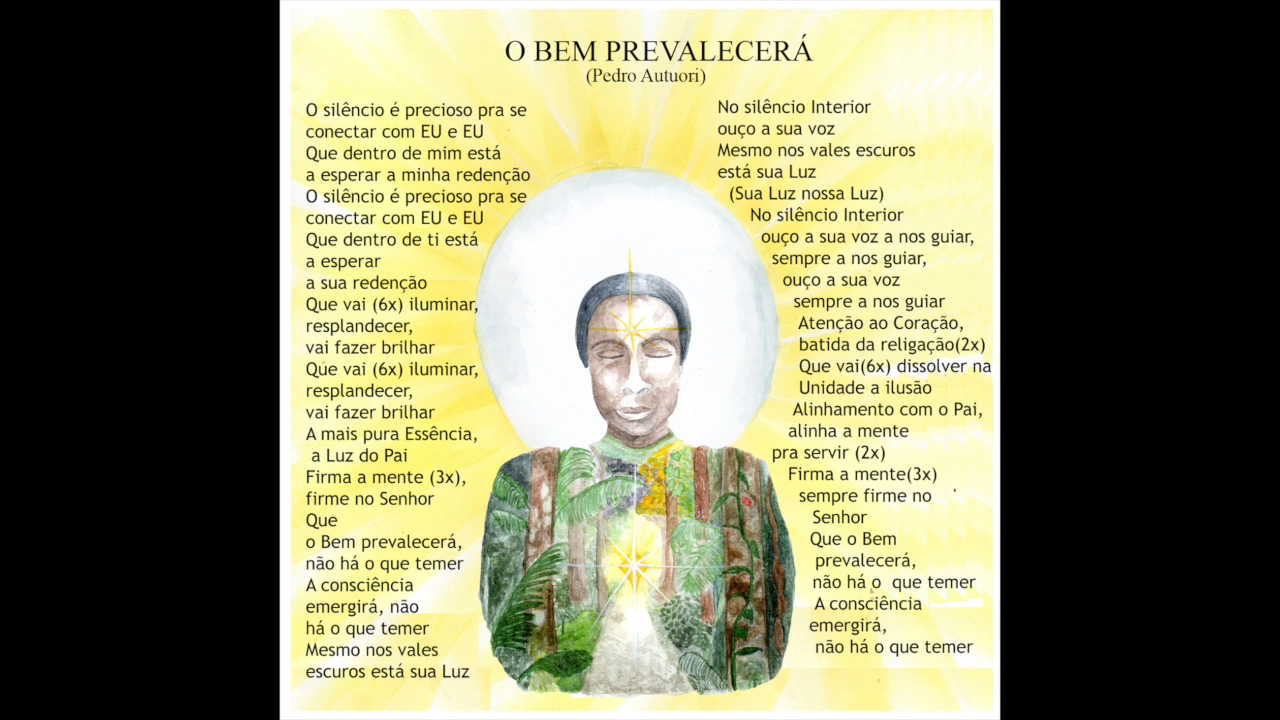 O BEM PREVALECERÁ
(Pedro Autuori)
O silêncio é precioso pra se
conectar com EU e EU
Que dentro de mim está
a esperar a minha redenção
O silêncio é precioso pra se
conectar com EU e EU
Que dentro de ti está
a esperar
a sua redenção
Que vai (6x) iluminar,
resplandecer,
vai fazer brilhar
Que vai (6x) iluminar,
resplandecer,
vai fazer brilhar
A mais pura Essência,
a Luz do Pai
Firma a mente (3x),
firme no Senhor
Que
o Bem prevalecerá,
não há o que temer
A consciência
emergirá, não
há o que temer
Mesmo nos vales
escuros está sua Luz
No silêncio Interior
ouço a sua voz
Mesmo nos vales escuros
está sua Luz
(Sua Luz nossa Luz)
No silêncio Interior
ouço a sua voz a nos guiar,
sempre a nos guiar,
ouço a sua voz
sempre a nos guiar
Atenção ao Coração,
batida da religação(2x)
Que vai(6x) dissolver na
Unidade a ilusão
Alinhamento com o Pai,
alinha a mente
pra servir (2x)
Firma a mente(3x)
sempre firme no
Senhor
Que o Bem
prevalecerá,
não há o que temer
A consciência
emergirá,
não há o que temer